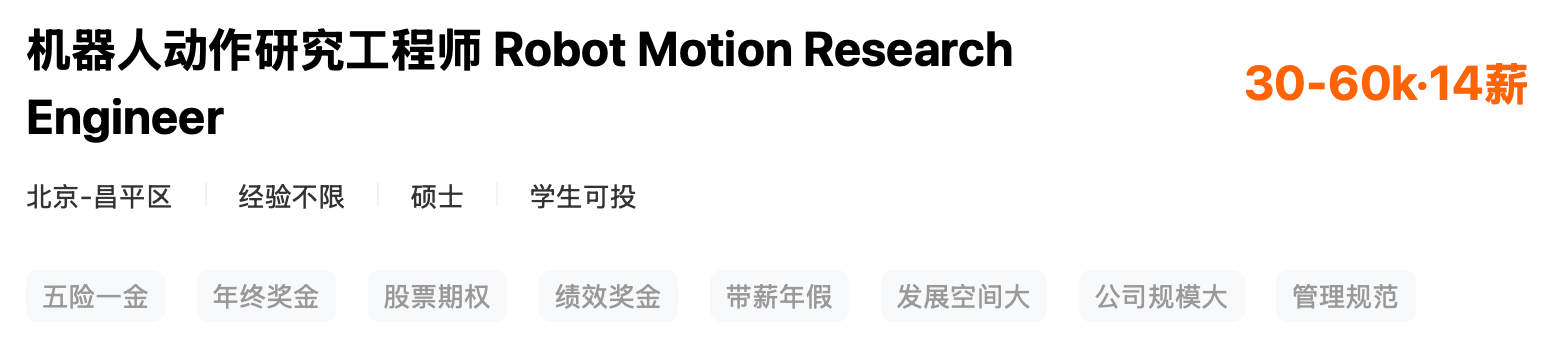 机器人动作研究工程师 Robot Motion Research
Engineer
30-60k·14薪
北京-昌平区 经验不限 硕士 学生可投
五险一金 年终奖金 股票期权 绩效奖金 带薪年假 发展空间大 公司规模大 管理规范